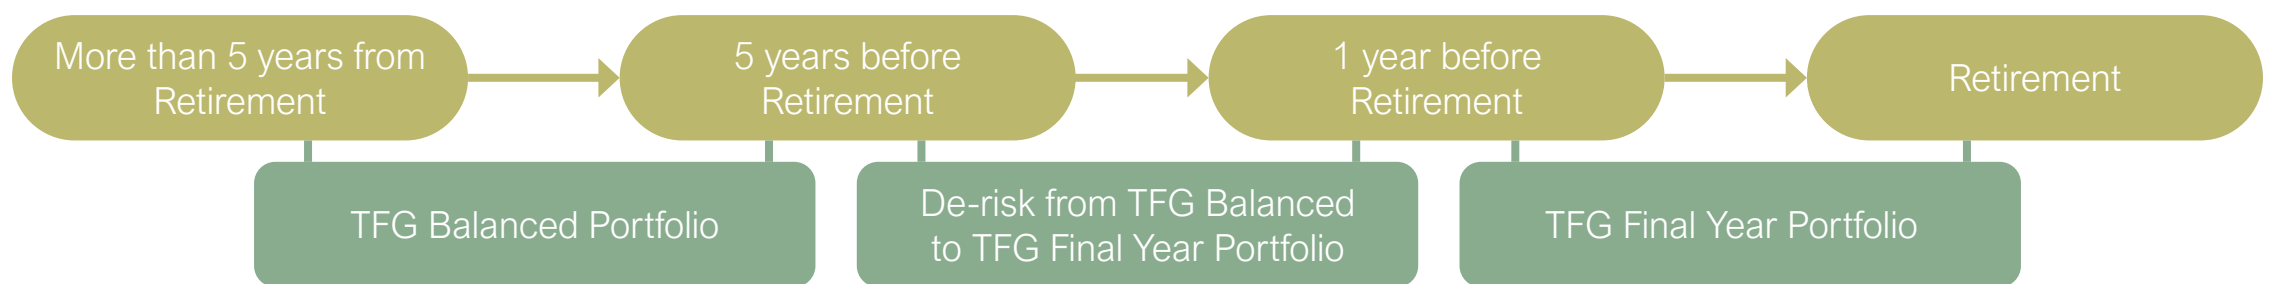 More than 5 years from
Retirement
5 years before
Retirement
1 year before
Retirement
Retirement
TFG Balanced Portfolio
De-risk from TFG Balanced
to TFG Final Year Portfolio
TFG Final Year Portfolio